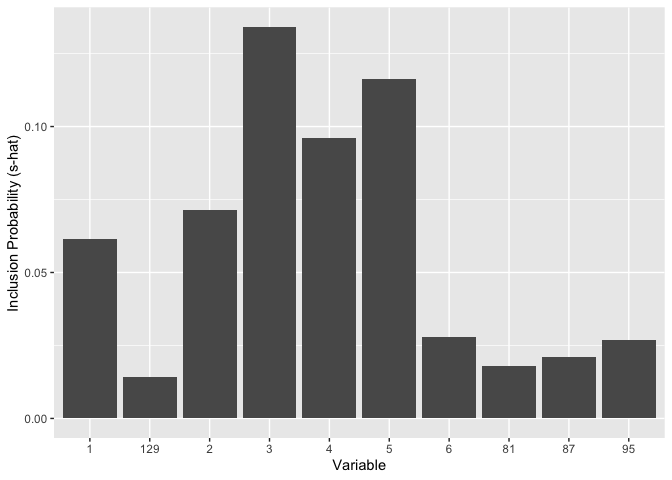 Inclusion Probability (s-hat)
0.10
0.05
0.00
1 129 2 3 4 5 6 81 87 95
Variable